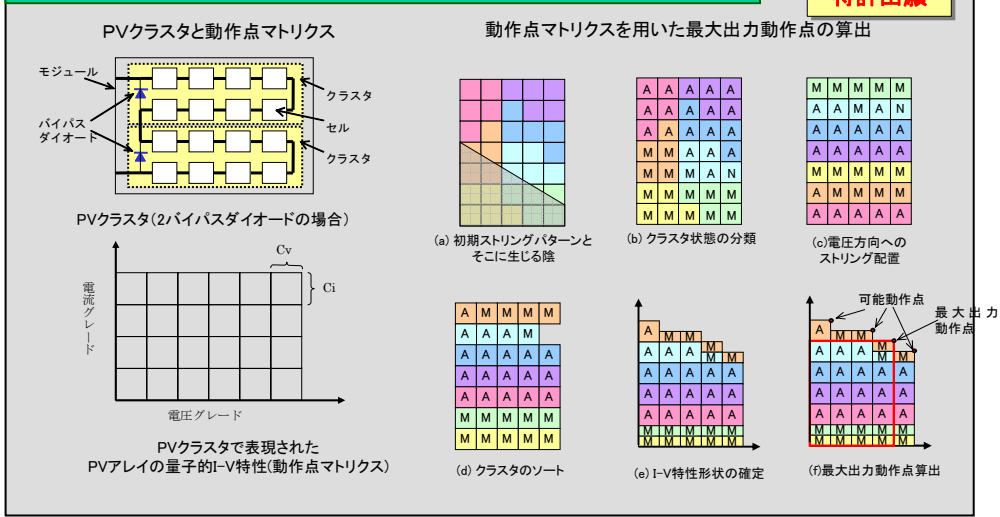 特許出願
PVクラスタと動作点マトリクス
動作点マトリクスを用いた最大出力動作点の算出
モジュール
クラスタ
セル
バイパス
ダイオード
クラスタ
PVクラスタ(2バイパスダイオードの場合)
Cv
Ci
電流グレード
電圧グレード
PVクラスタで表現された
PVアレイの量子的I-V特性(動作点マトリクス)
(a) 初期ストリングパターンと
そこに生じる陰
A A A A A
A A A A A
A A A A A
M M A A A
M M M A N
M M M M M
M M M M M
(b) クラスタ状態の分類
M M M M M
A A M A N
A A A A A
A A A A A
M M M M M
A M M M M
A A A A A
(c)電圧方向への
ストリング配置
A M M M M
A A A M
A A A A A
A A A A A
A A A A A
M M M M M
M M M M M
(d) クラスタのソート
A M M M M
A A A M
A A A A A
A A A A A
A A A A A
M M M M M
M M M M M
(e) I-V特性形状の確定
可能動作点
最大出力
動作点
A M M M M
A A A M
A A A A A
A A A A A
A A A A A
M M M M M
M M M M M
(f)最大出力動作点算出